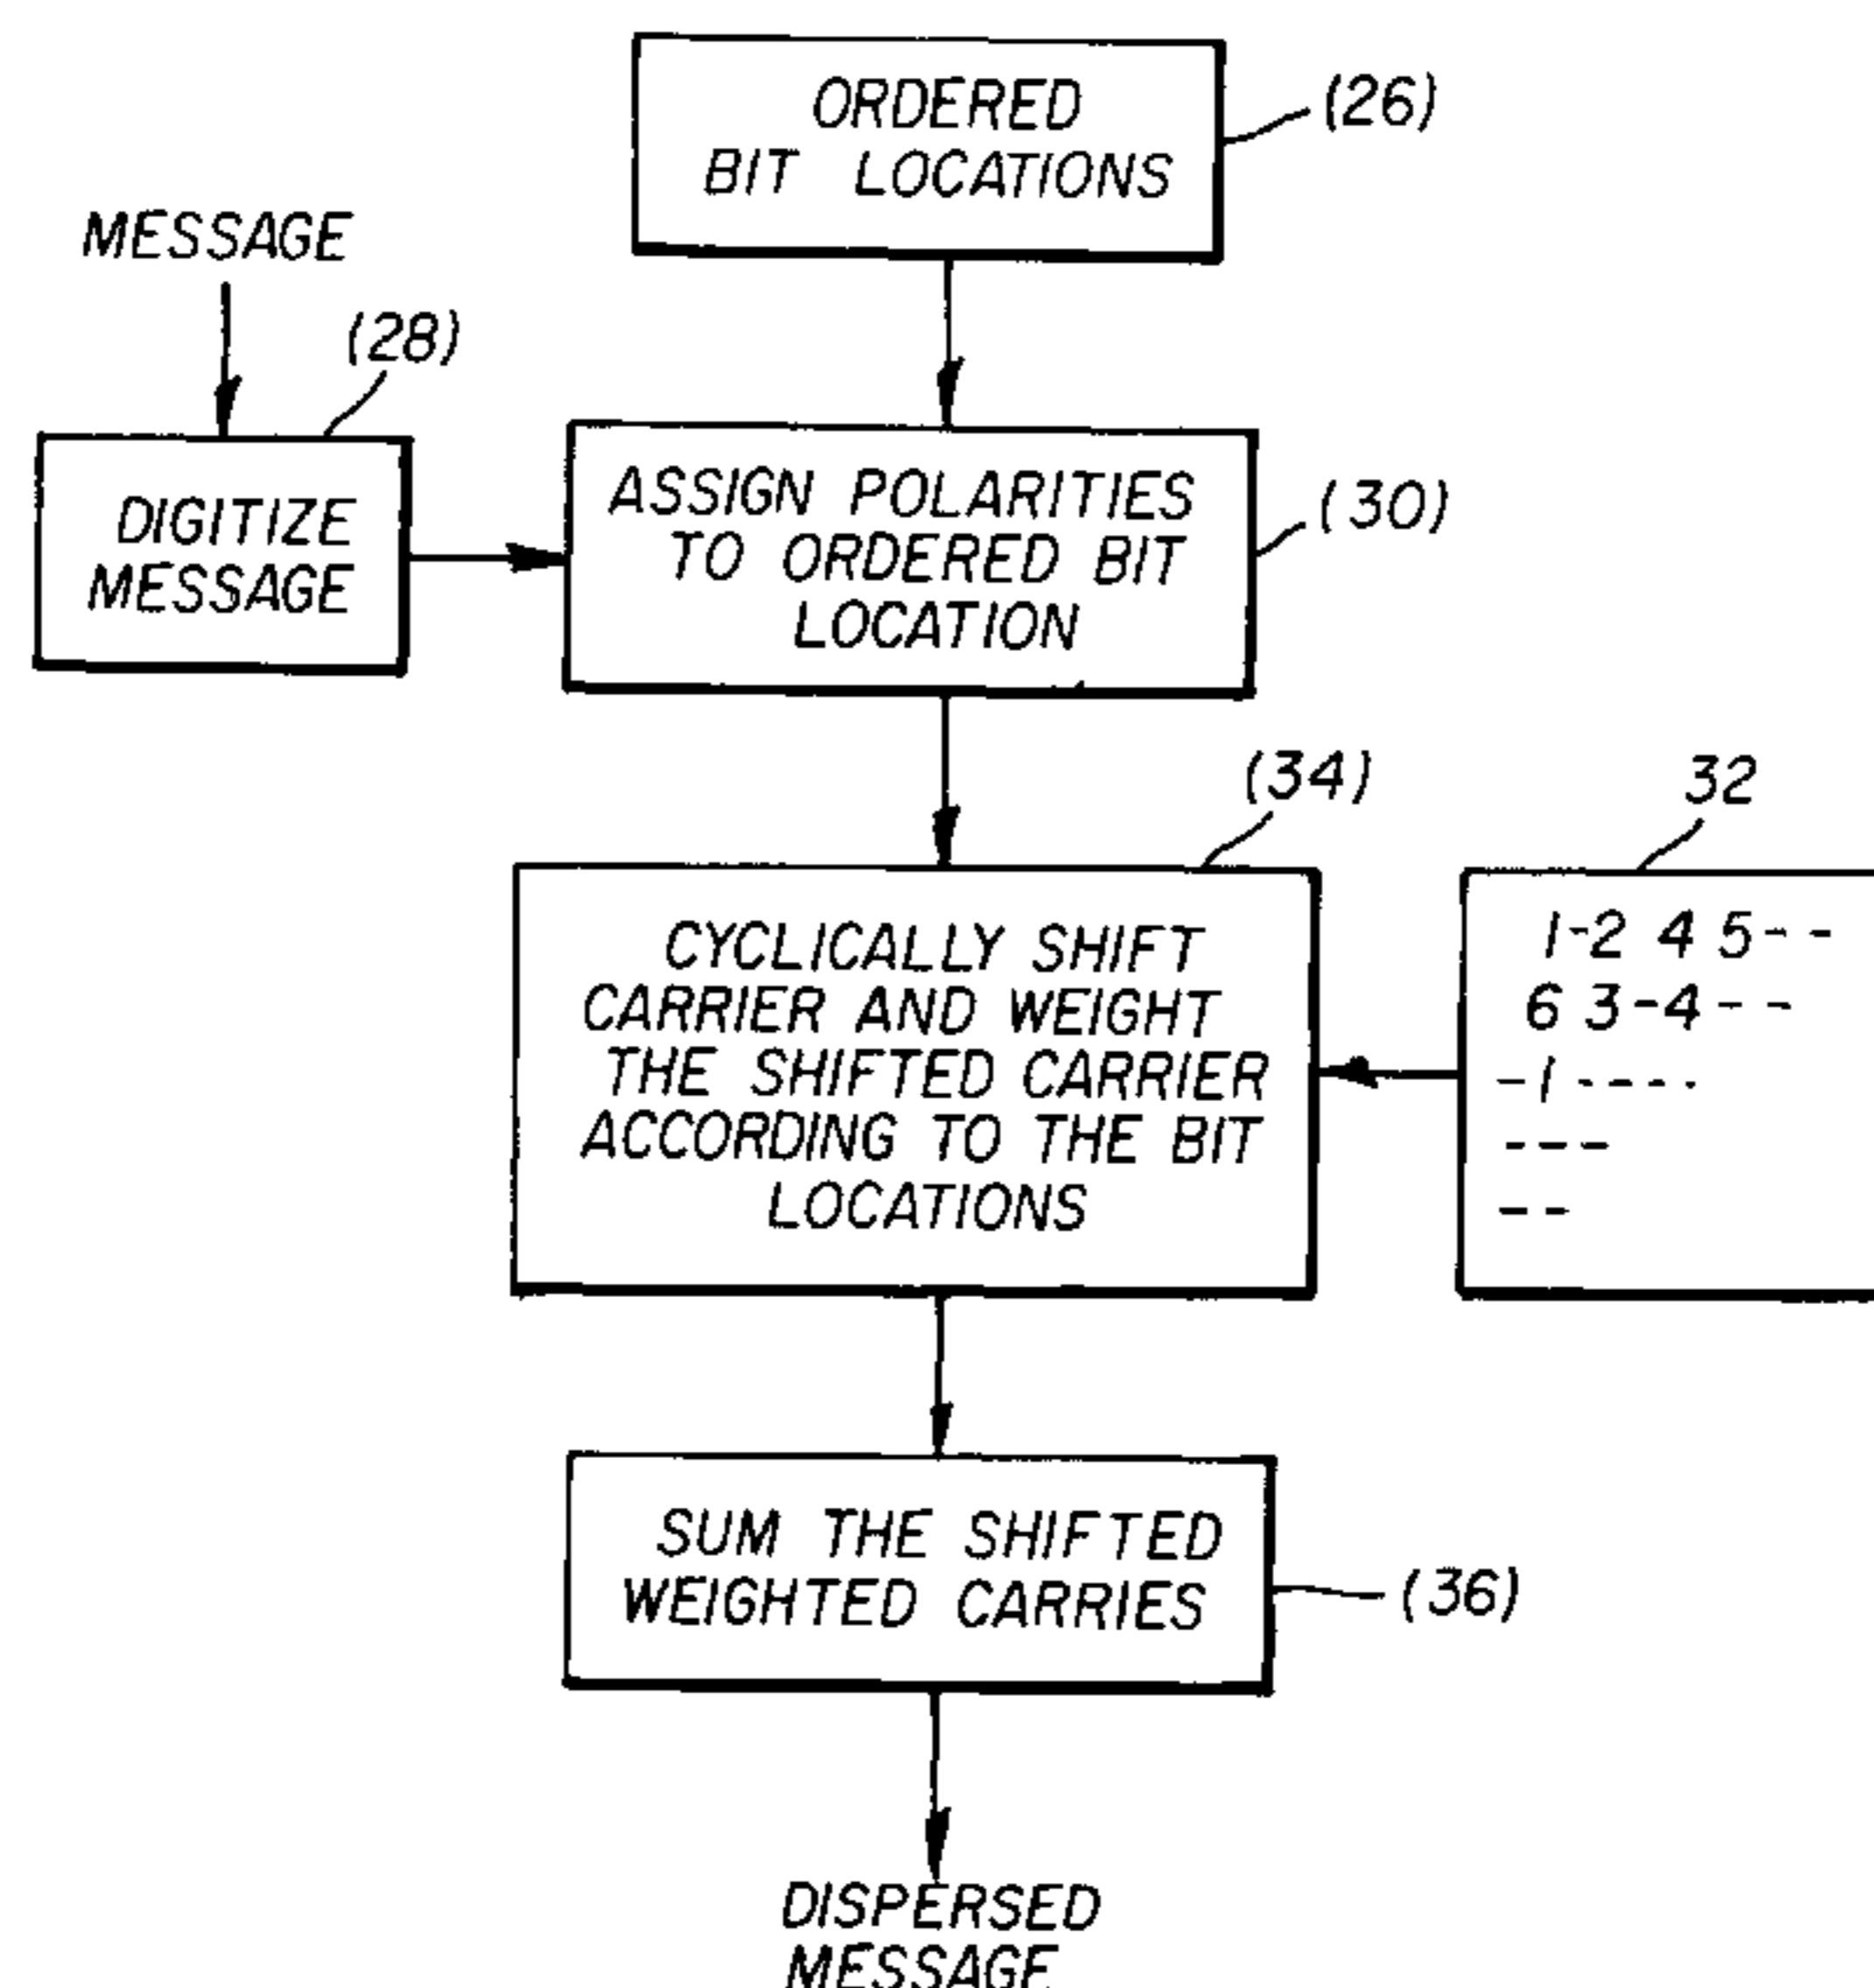 ORDERED
BIT LOCATIONS
(26)
MESSAGE
(28)
DIGITIZE
MESSAGE
ASSIGN POLARITIES
TO ORDERED BIT
LOCATION
(30)
(34)
32
CYCLICALLY SHIFT
CARRIER AND WEIGHT
THE SHIFTED CARRIER
ACCORDING TO THE BIT
LOCATIONS
1-2 4 5--
6 3-4--
-1----
---
--
SUM THE SHIFTED
WEIGHTED CARRIES
(36)
DISPERSED
MESSAGE